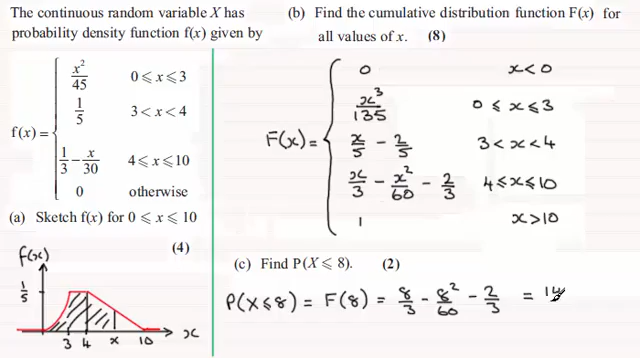 The continuous random variable X has
probability density function f(x) given by
f(x) =
x²/45    0 ⩽ x ⩽ 3
1/5    3 < x < 4
1/3 − x/30    4 ⩽ x ⩽ 10
0    otherwise
(a) Sketch f(x) for 0 ⩽ x ⩽ 10
(4)
f(x)
1/5
3 4 x 10 x
(b) Find the cumulative distribution function F(x) for
all values of x. (8)
F(x) =
0    x < 0
x³/135    0 ⩽ x ⩽ 3
x/5 − 2/5    3 < x < 4
x/3 − x²/60 − 2/3    4 ⩽ x ⩽ 10
1    x > 10
(c) Find P(X ⩽ 8). (2)
P(X ⩽ 8) = F(8) = 8/3 − 8²/60 − 2/3 = 14